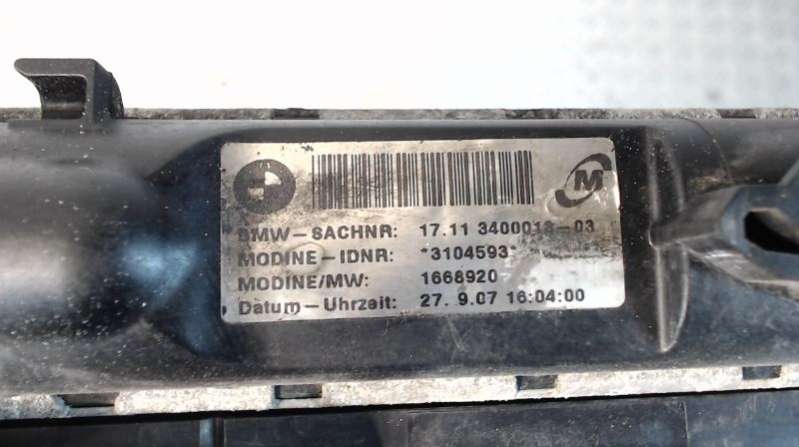 M
BMW-SACHNR: 17.11 3400013-03
MODINE-IDNR: *3104593*
MODINE/MW: 1668920
Datum-Uhrzeit: 27. 9.07 16:04:00